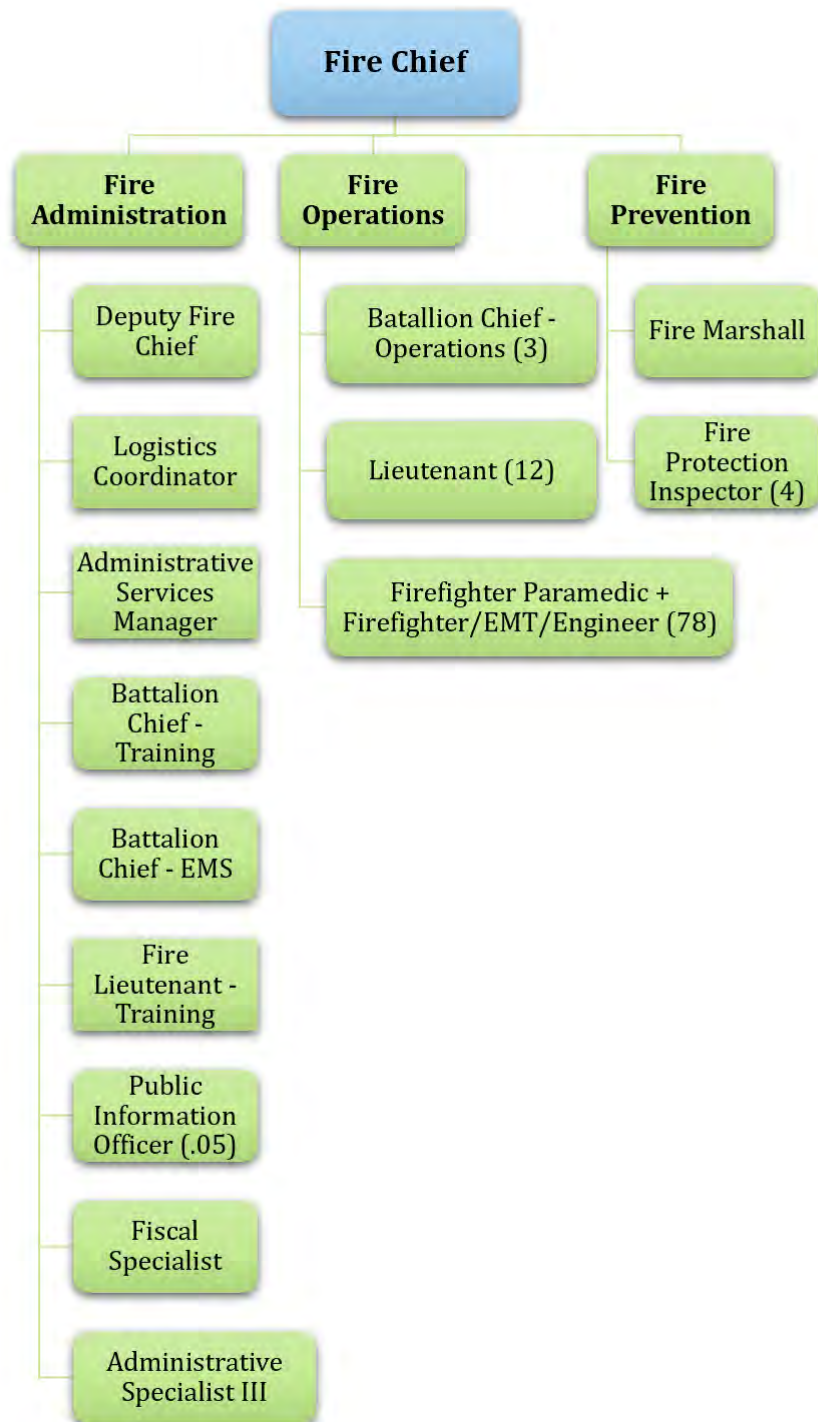 Fire Chief
Fire
Administration
Deputy Fire
Chief
Logistics
Coordinator
Administrative
Services
Manager
Battalion
Chief -
Training
Battalion
Chief - EMS
Fire
Lieutenant -
Training
Public
Information
Officer (.05)
Fiscal
Specialist
Administrative
Specialist III
Fire
Operations
Batallion Chief -
Operations (3)
Lieutenant (12)
Firefighter Paramedic +
Firefighter/EMT/Engineer (78)
Fire
Prevention
Fire Marshall
Fire
Protection
Inspector (4)